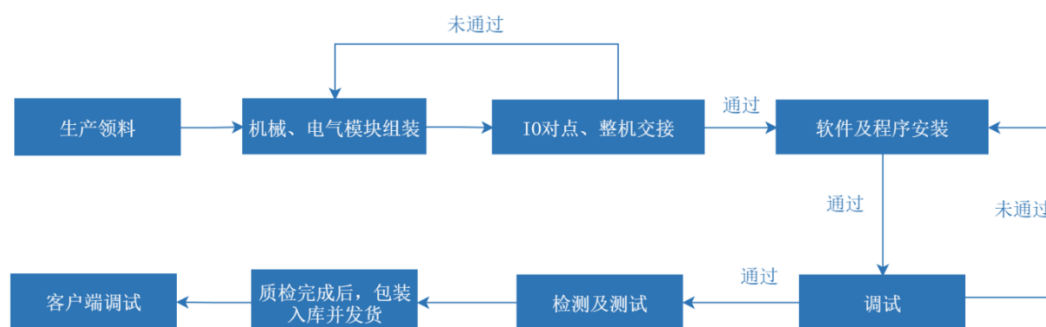 未通过
生产领料
机械、电气模块组装
IO对点、整机交接
通过
软件及程序安装
通过
未通过
客户端调试
质检完成后，包装
入库并发货
检测及测试
通过
调试